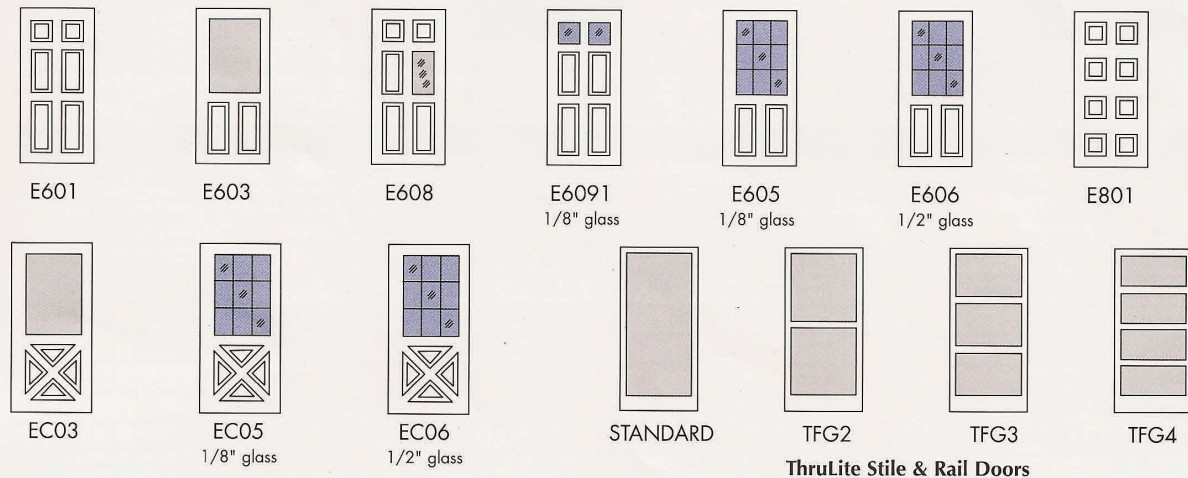 E601 E603 E608 E6091 E605 E606 E801
1/8" glass 1/8" glass 1/2" glass
EC03 EC05 EC06 STANDARD TFG2 TFG3 TFG4
1/8" glass 1/2" glass
ThruLite Stile & Rail Doors